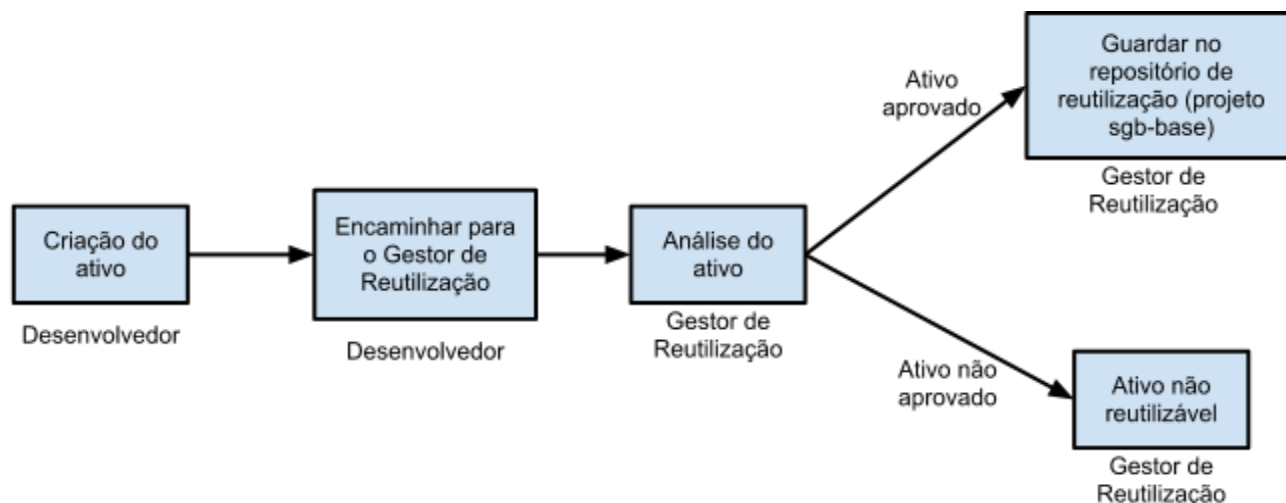 Criação do
ativo
Desenvolvedor
Encaminhar para
o Gestor de
Reutilização
Desenvolvedor
Análise do
ativo
Gestor de
Reutilização
Ativo
aprovado
Guardar no
repositório de
reutilização (projeto
sgb-base)
Gestor de
Reutilização
Ativo não
aprovado
Ativo não
reutilizável
Gestor de
Reutilização